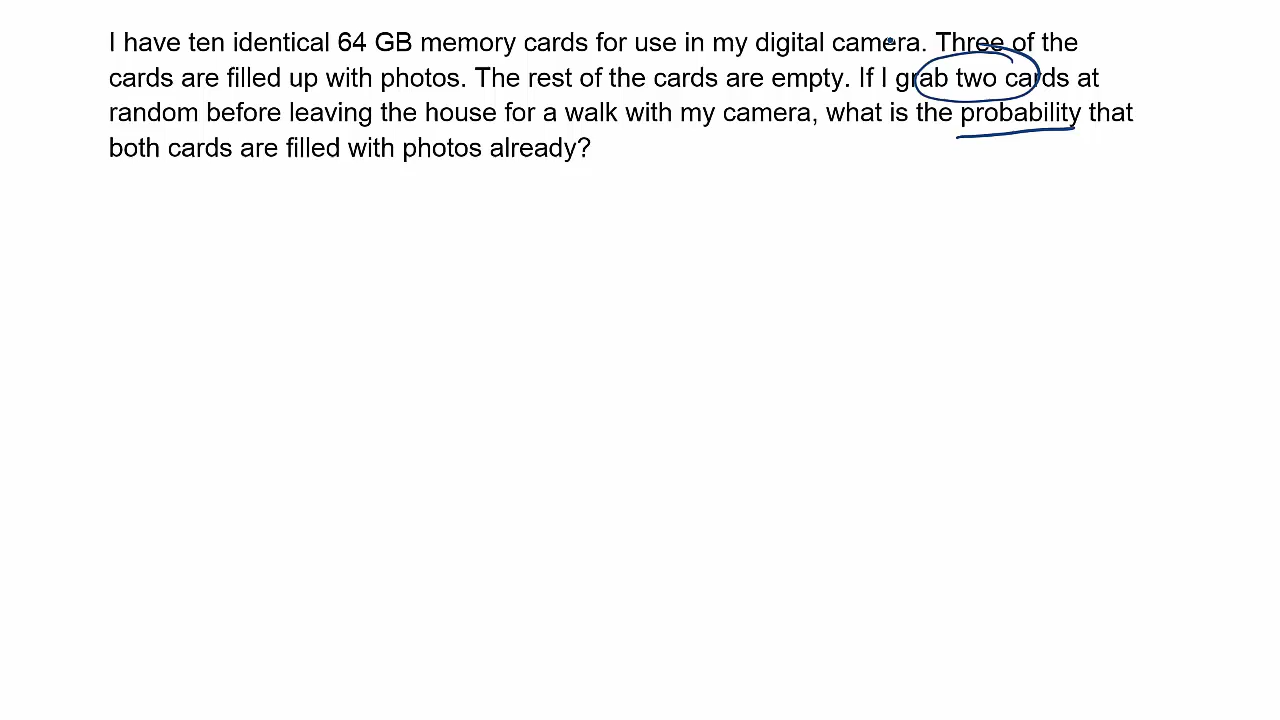 I have ten identical 64 GB memory cards for use in my digital camera. Three of the
cards are filled up with photos. The rest of the cards are empty. If I grab two cards at
random before leaving the house for a walk with my camera, what is the probability that
both cards are filled with photos already?